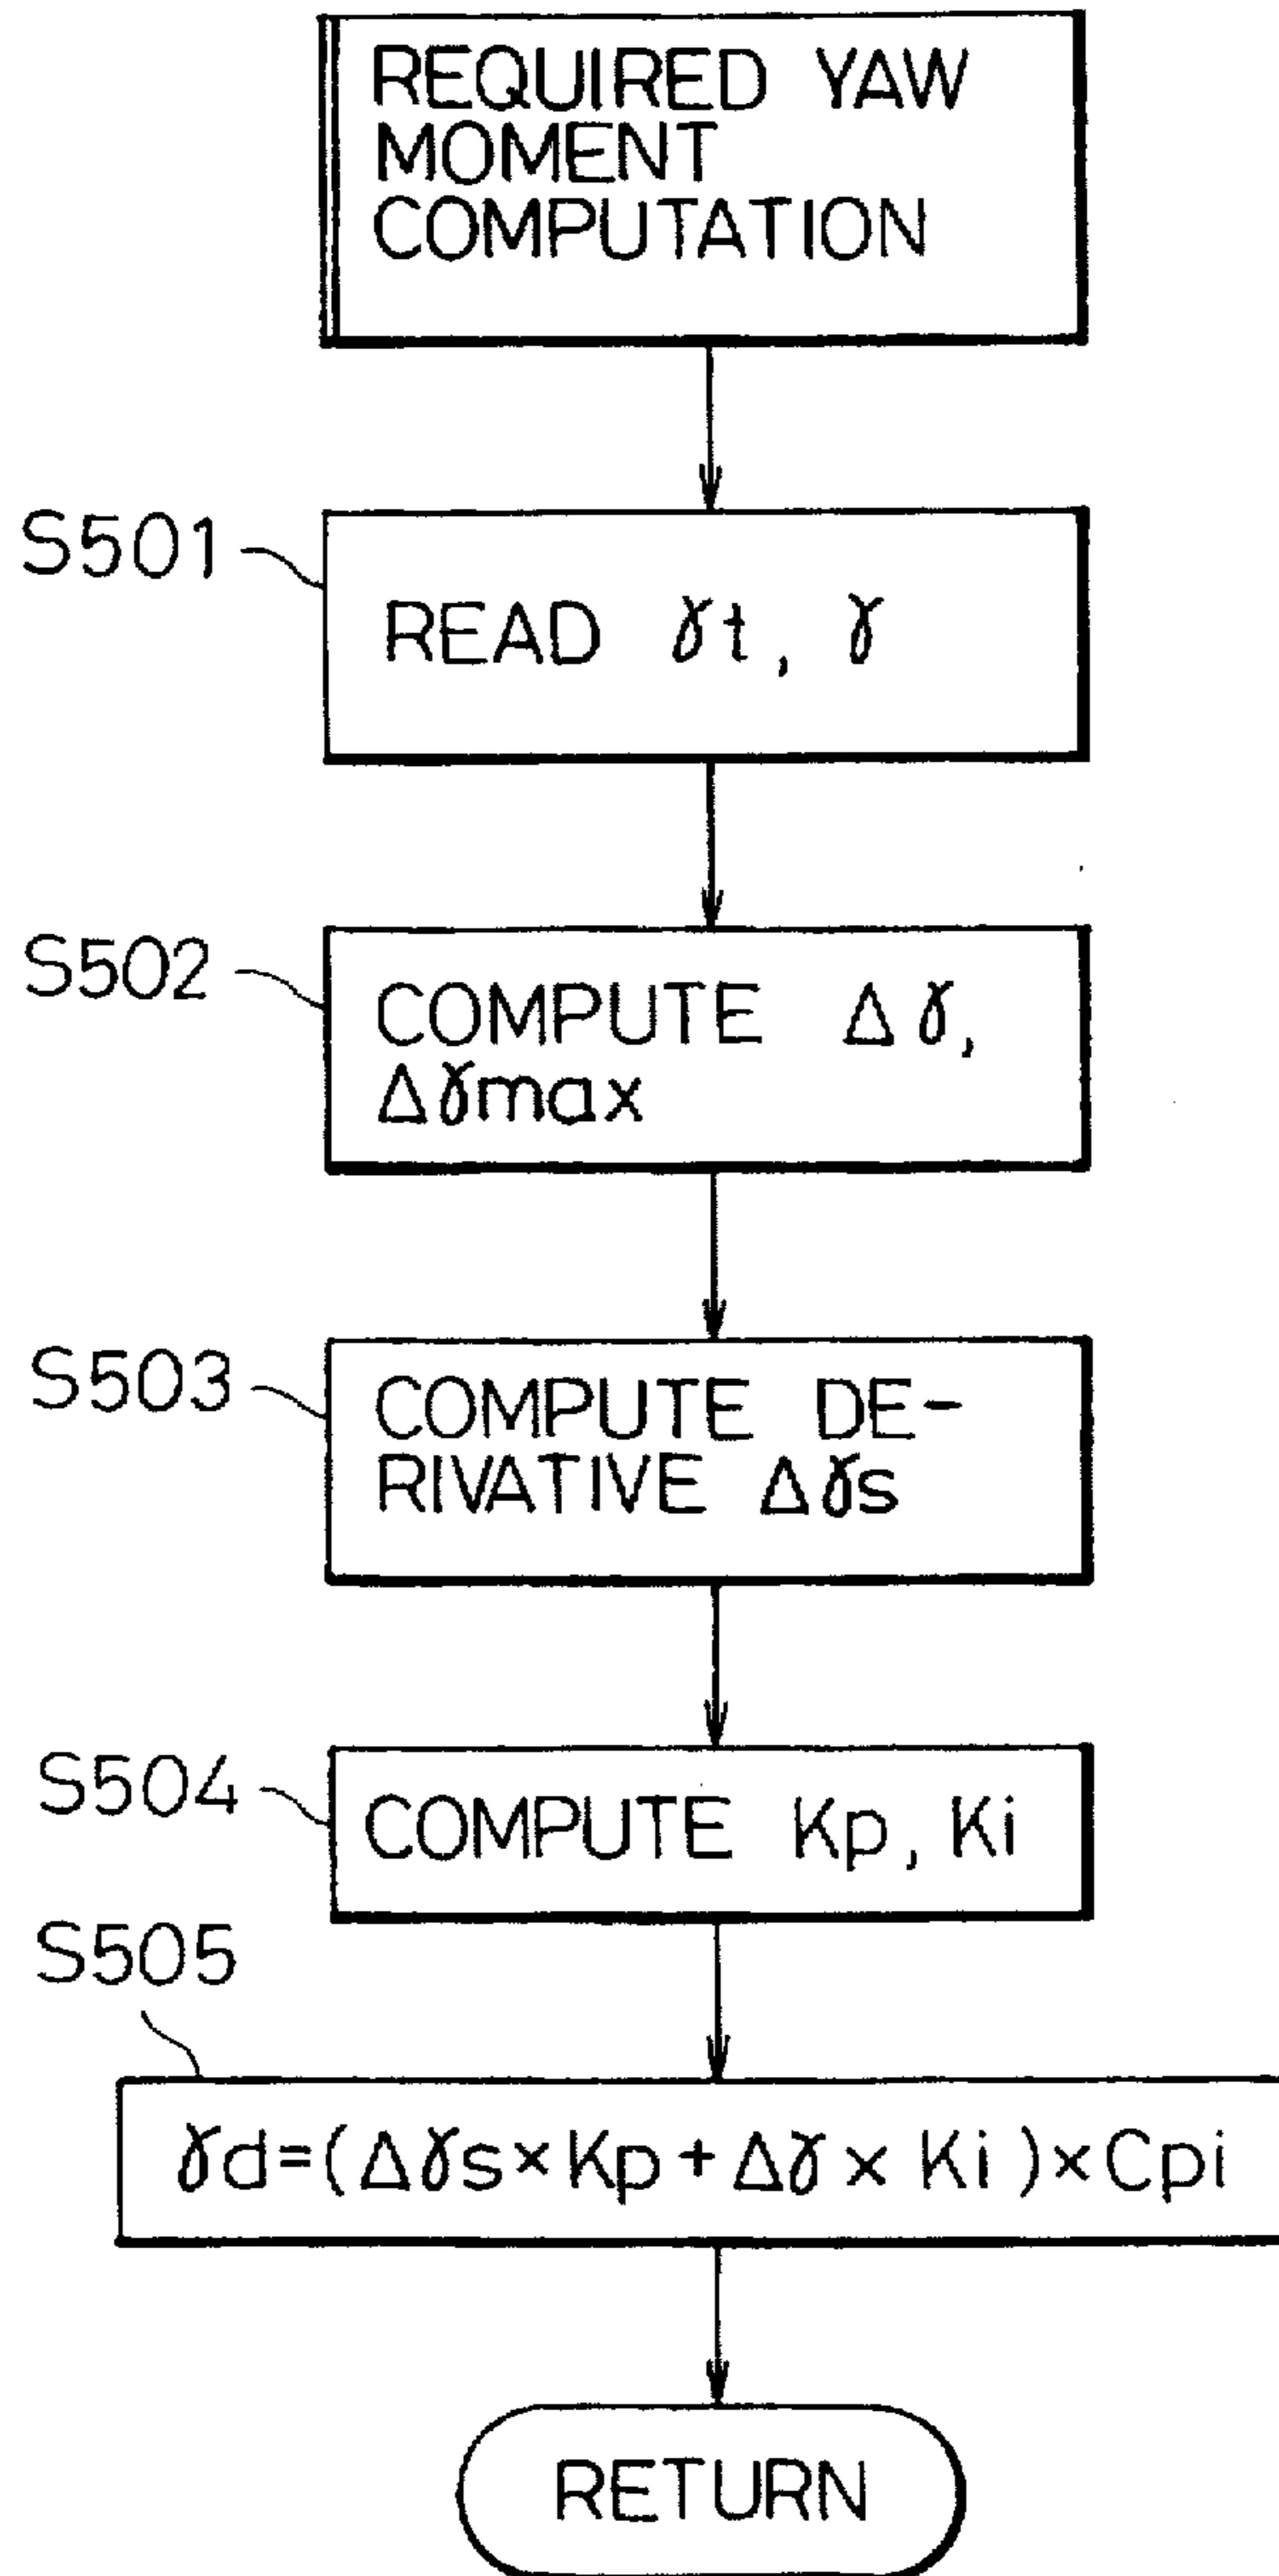 REQUIRED YAW
MOMENT
COMPUTATION
S501
READ γt, γ
S502
COMPUTE Δγ,
Δγmax
S503
COMPUTE DE-
RIVATIVE Δγs
S504
COMPUTE Kp, Ki
S505
γd=(Δγs×Kp+Δγ×Ki)×Cpi
RETURN